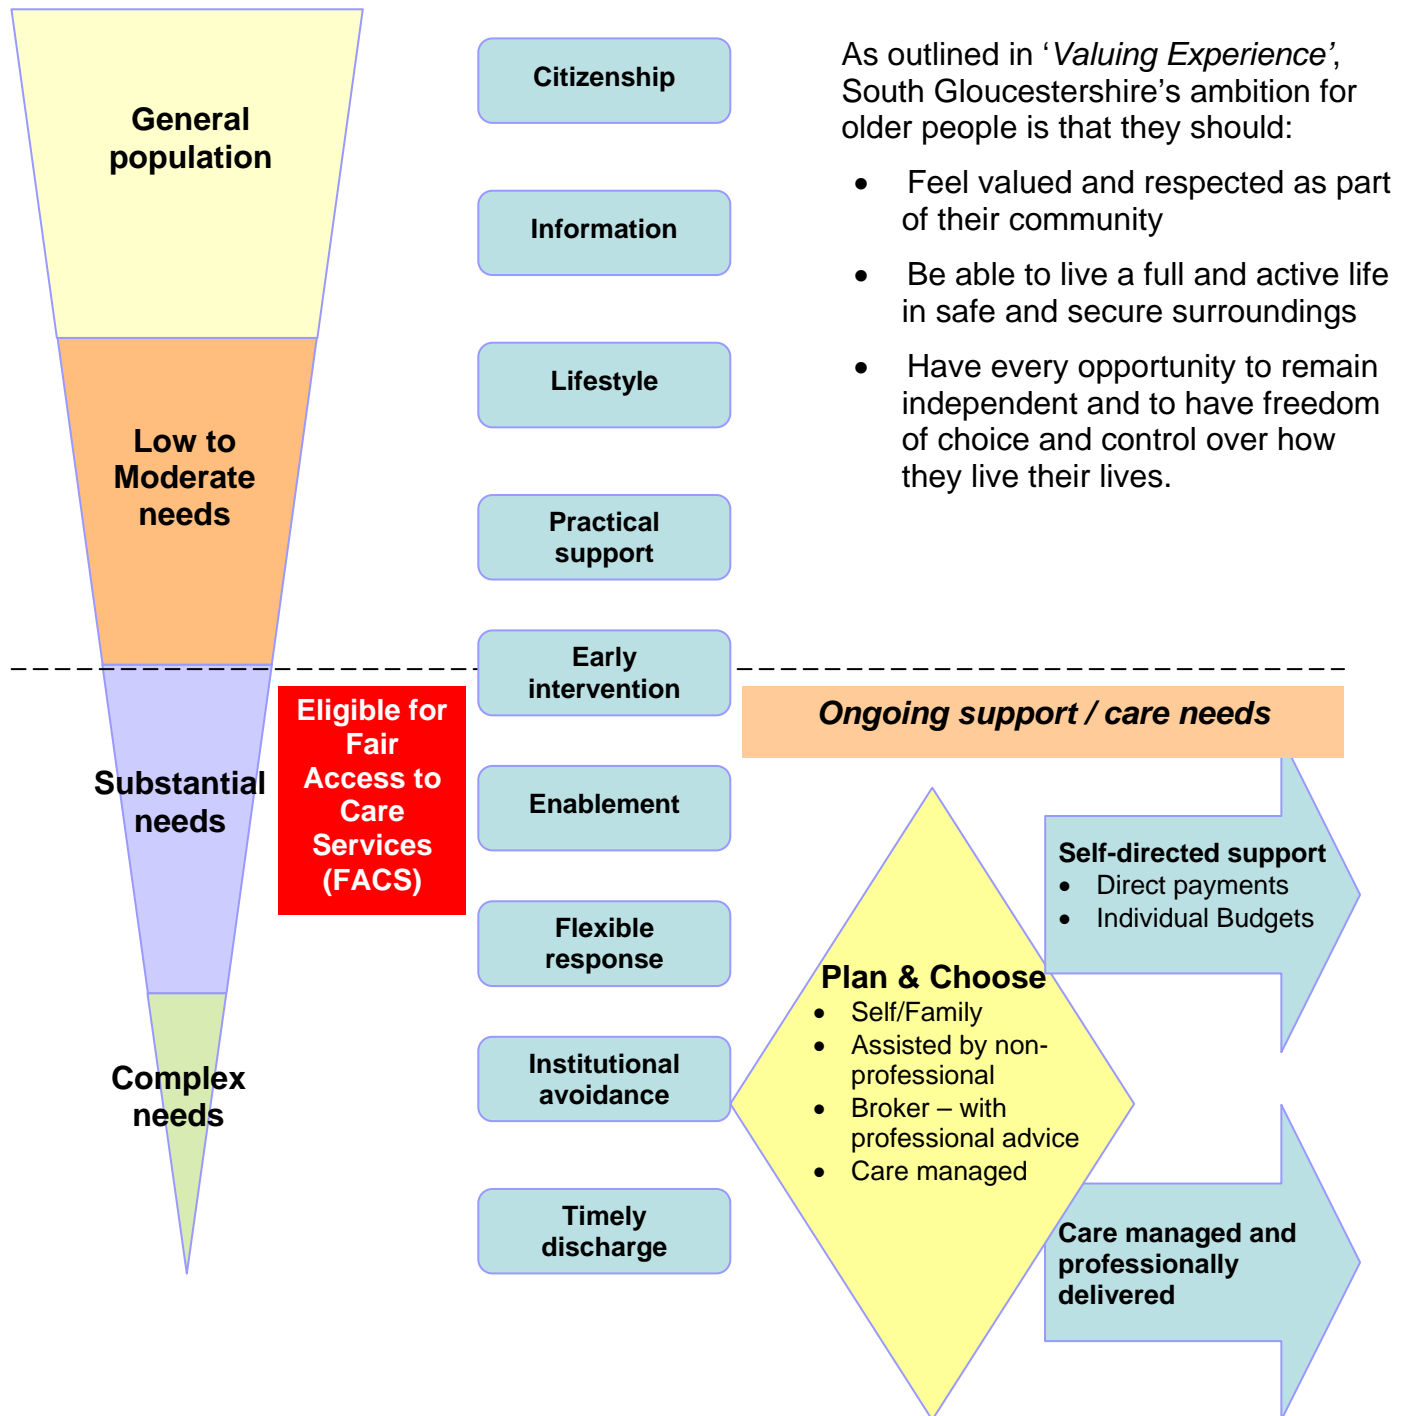 General
population
Low to
Moderate
needs
Substantial
needs
Complex
needs
Eligible for
Fair
Access to
Care
Services
(FACS)
Citizenship
Information
Lifestyle
Practical
support
Early
intervention
Enablement
Flexible
response
Institutional
avoidance
Timely
discharge
As outlined in ‘Valuing Experience’,
South Gloucestershire’s ambition for
older people is that they should:
• Feel valued and respected as part
of their community
• Be able to live a full and active life
in safe and secure surroundings
• Have every opportunity to remain
independent and to have freedom
of choice and control over how
they live their lives.
Ongoing support / care needs
Plan & Choose
• Self/Family
• Assisted by non-
professional
• Broker – with
professional advice
• Care managed
Self-directed support
• Direct payments
• Individual Budgets
Care managed and
professionally
delivered